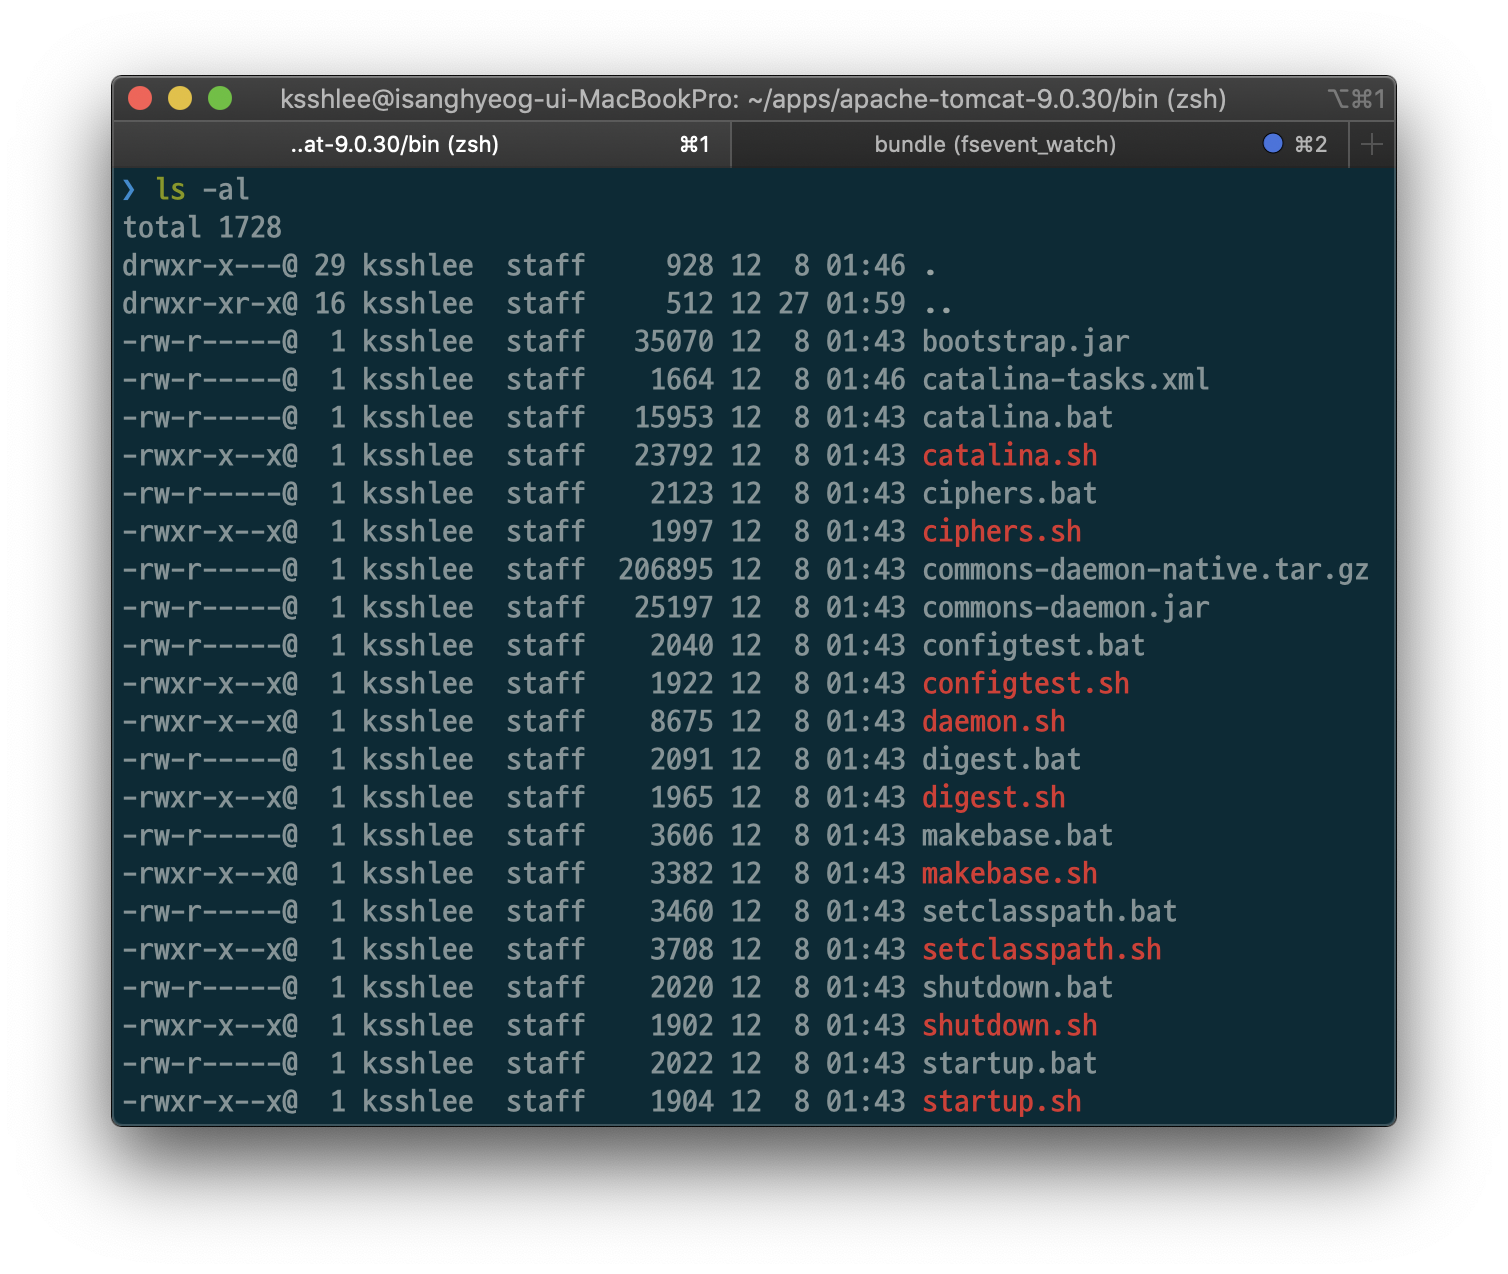 ksshlee@isanghyeog-ui-MacBookPro: ~/apps/apache-tomcat-9.0.30/bin (zsh) ⌥⌘1
..at-9.0.30/bin (zsh) ⌘1 bundle (fsevent_watch) ⌘2 +
❯ ls -al
total 1728
drwxr-x---@ 29 ksshlee  staff     928 12  8 01:46 .
drwxr-xr-x@ 16 ksshlee  staff     512 12 27 01:59 ..
-rw-r-----@  1 ksshlee  staff   35070 12  8 01:43 bootstrap.jar
-rw-r-----@  1 ksshlee  staff    1664 12  8 01:46 catalina-tasks.xml
-rw-r-----@  1 ksshlee  staff   15953 12  8 01:43 catalina.bat
-rwxr-x--x@  1 ksshlee  staff   23792 12  8 01:43 catalina.sh
-rw-r-----@  1 ksshlee  staff    2123 12  8 01:43 ciphers.bat
-rwxr-x--x@  1 ksshlee  staff    1997 12  8 01:43 ciphers.sh
-rw-r-----@  1 ksshlee  staff  206895 12  8 01:43 commons-daemon-native.tar.gz
-rw-r-----@  1 ksshlee  staff   25197 12  8 01:43 commons-daemon.jar
-rw-r-----@  1 ksshlee  staff    2040 12  8 01:43 configtest.bat
-rwxr-x--x@  1 ksshlee  staff    1922 12  8 01:43 configtest.sh
-rwxr-x--x@  1 ksshlee  staff    8675 12  8 01:43 daemon.sh
-rw-r-----@  1 ksshlee  staff    2091 12  8 01:43 digest.bat
-rwxr-x--x@  1 ksshlee  staff    1965 12  8 01:43 digest.sh
-rw-r-----@  1 ksshlee  staff    3606 12  8 01:43 makebase.bat
-rwxr-x--x@  1 ksshlee  staff    3382 12  8 01:43 makebase.sh
-rw-r-----@  1 ksshlee  staff    3460 12  8 01:43 setclasspath.bat
-rwxr-x--x@  1 ksshlee  staff    3708 12  8 01:43 setclasspath.sh
-rw-r-----@  1 ksshlee  staff    2020 12  8 01:43 shutdown.bat
-rwxr-x--x@  1 ksshlee  staff    1902 12  8 01:43 shutdown.sh
-rw-r-----@  1 ksshlee  staff    2022 12  8 01:43 startup.bat
-rwxr-x--x@  1 ksshlee  staff    1904 12  8 01:43 startup.sh